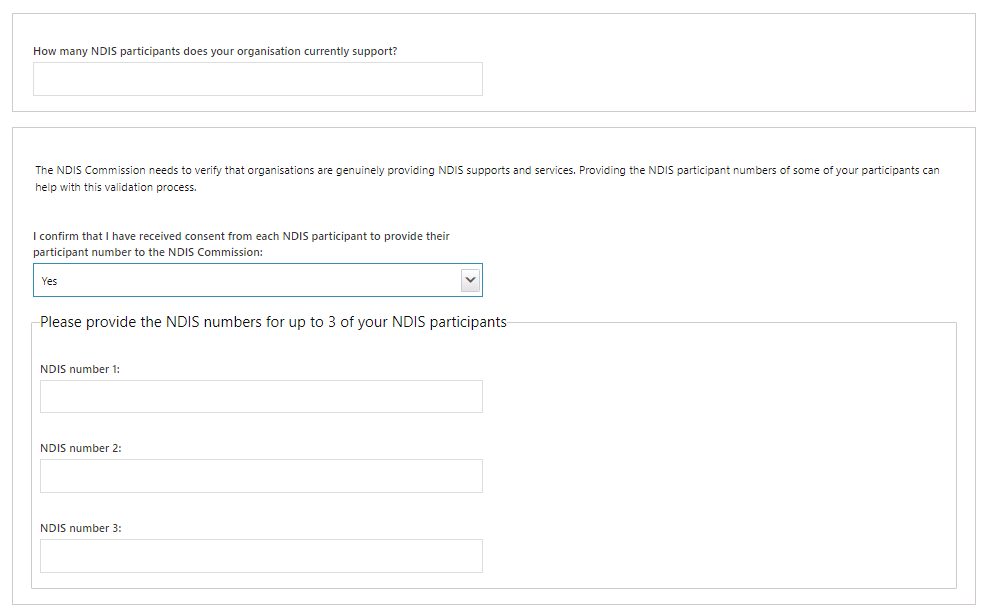 How many NDIS participants does your organisation currently support?
The NDIS Commission needs to verify that organisations are genuinely providing NDIS supports and services. Providing the NDIS participant numbers of some of your participants can
help with this validation process.
I confirm that I have received consent from each NDIS participant to provide their
participant number to the NDIS Commission:
Yes
Please provide the NDIS numbers for up to 3 of your NDIS participants
NDIS number 1:
NDIS number 2:
NDIS number 3: